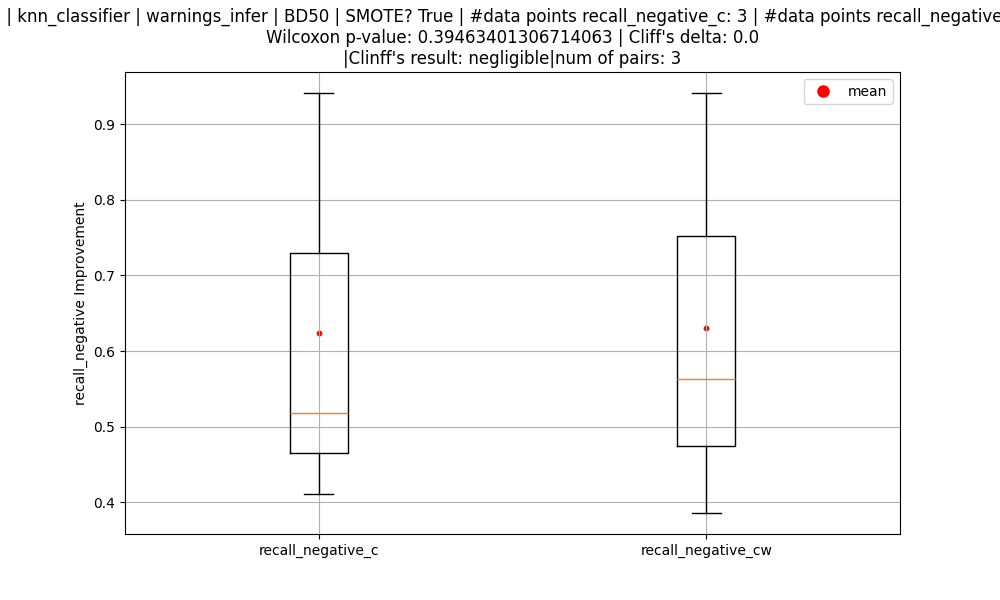 | knn_classifier | warnings_infer | BD50 | SMOTE? True | #data points recall_negative_c: 3 | #data points recall_negative
Wilcoxon p-value: 0.39463401306714063 | Cliff's delta: 0.0
|Clinff's result: negligible|num of pairs: 3
mean
0.9
0.8
0.7
0.6
0.5
0.4
recall_negative Improvement
recall_negative_c
recall_negative_cw